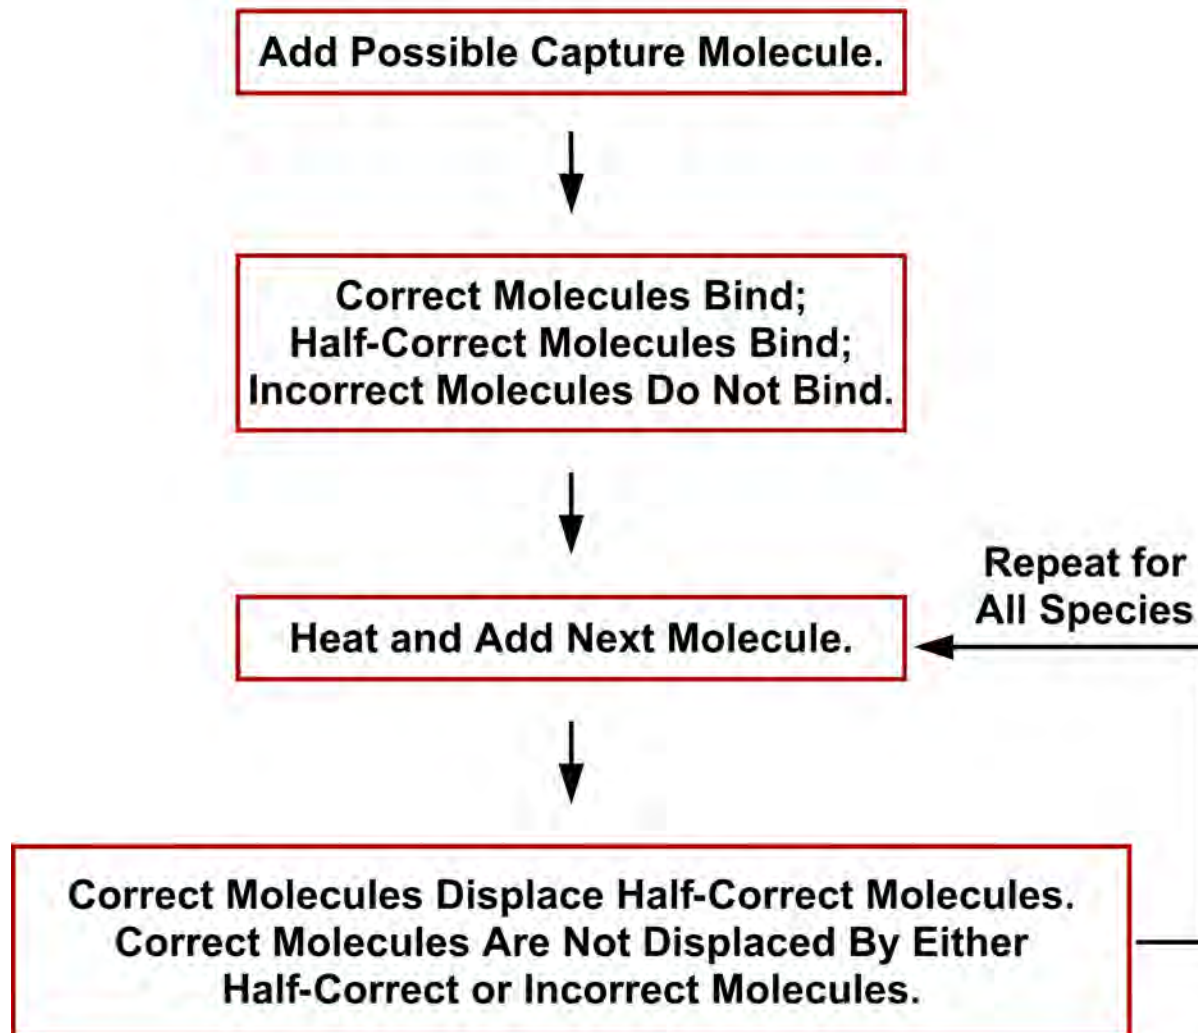 Add Possible Capture Molecule.
Correct Molecules Bind;
Half-Correct Molecules Bind;
Incorrect Molecules Do Not Bind.
Repeat for
All Species
Heat and Add Next Molecule.
Correct Molecules Displace Half-Correct Molecules.
Correct Molecules Are Not Displaced By Either
Half-Correct or Incorrect Molecules.